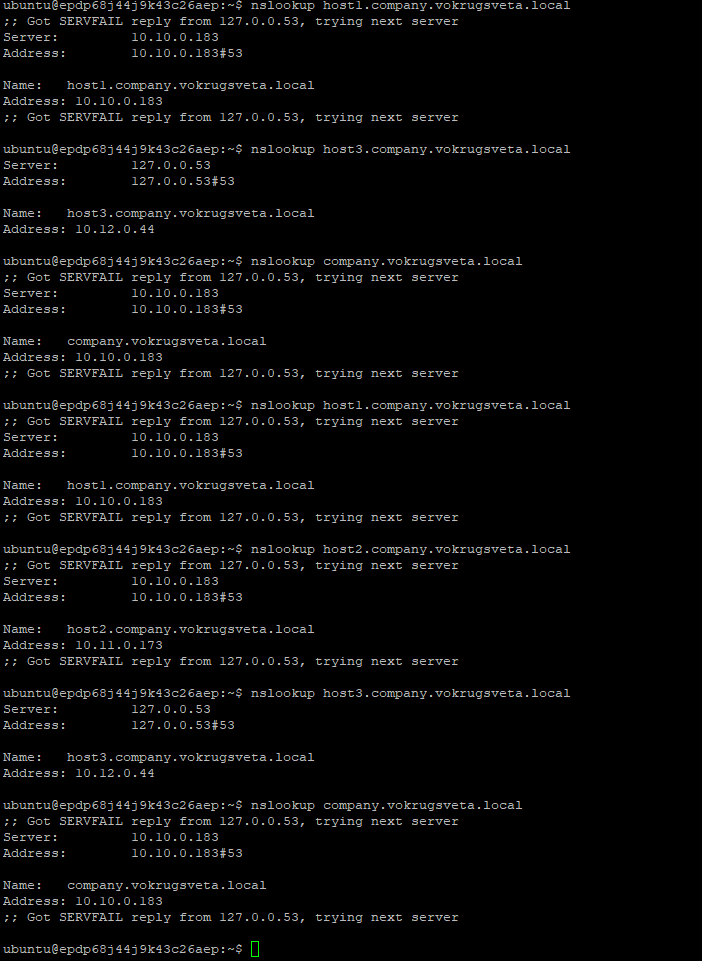 ubuntu@epdp68j44j9k43c26aep:~$ nslookup host1.company.vokrugsveta.local
;; Got SERVFAIL reply from 127.0.0.53, trying next server
Server:         10.10.0.183
Address:        10.10.0.183#53

Name:   host1.company.vokrugsveta.local
Address: 10.10.0.183
;; Got SERVFAIL reply from 127.0.0.53, trying next server

ubuntu@epdp68j44j9k43c26aep:~$ nslookup host3.company.vokrugsveta.local
Server:         127.0.0.53
Address:        127.0.0.53#53

Name:   host3.company.vokrugsveta.local
Address: 10.12.0.44

ubuntu@epdp68j44j9k43c26aep:~$ nslookup company.vokrugsveta.local
;; Got SERVFAIL reply from 127.0.0.53, trying next server
Server:         10.10.0.183
Address:        10.10.0.183#53

Name:   company.vokrugsveta.local
Address: 10.10.0.183
;; Got SERVFAIL reply from 127.0.0.53, trying next server

ubuntu@epdp68j44j9k43c26aep:~$ nslookup host1.company.vokrugsveta.local
;; Got SERVFAIL reply from 127.0.0.53, trying next server
Server:         10.10.0.183
Address:        10.10.0.183#53

Name:   host1.company.vokrugsveta.local
Address: 10.10.0.183
;; Got SERVFAIL reply from 127.0.0.53, trying next server

ubuntu@epdp68j44j9k43c26aep:~$ nslookup host2.company.vokrugsveta.local
;; Got SERVFAIL reply from 127.0.0.53, trying next server
Server:         10.10.0.183
Address:        10.10.0.183#53

Name:   host2.company.vokrugsveta.local
Address: 10.11.0.173
;; Got SERVFAIL reply from 127.0.0.53, trying next server

ubuntu@epdp68j44j9k43c26aep:~$ nslookup host3.company.vokrugsveta.local
Server:         127.0.0.53
Address:        127.0.0.53#53

Name:   host3.company.vokrugsveta.local
Address: 10.12.0.44

ubuntu@epdp68j44j9k43c26aep:~$ nslookup company.vokrugsveta.local
;; Got SERVFAIL reply from 127.0.0.53, trying next server
Server:         10.10.0.183
Address:        10.10.0.183#53

Name:   company.vokrugsveta.local
Address: 10.10.0.183
;; Got SERVFAIL reply from 127.0.0.53, trying next server

ubuntu@epdp68j44j9k43c26aep:~$